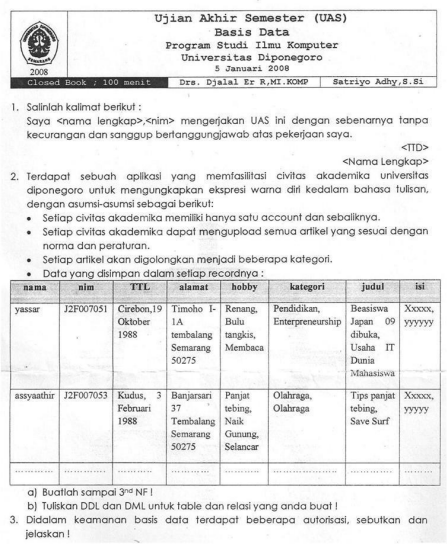 Ujian Akhir Semester (UAS)
Basis Data
Program Studi Ilmu Komputer
Universitas Diponegoro
5 Januari 2008
2008
Closed Book ; 100 menit Drs. Djalal Er R,MI.KOMP Satriyo Adhy,S.Si
1. Salinlah kalimat berikut :
Saya <nama lengkap>,<nim> mengerjakan UAS ini dengan sebenarnya tanpa
kecurangan dan sanggup bertanggungjawab atas pekerjaan saya.
<TTD>
<Nama Lengkap>
2. Terdapat sebuah aplikasi yang memfasilitasi civitas akademika universitas
diponegoro untuk mengungkapkan ekspresi warna diri kedalam bahasa tulisan,
dengan asumsi-asumsi sebagai berikut:
• Setiap civitas akademika memiliki hanya satu account dan sebaliknya.
• Setiap civitas akademika dapat mengupload semua artikel yang sesuai dengan
norma dan peraturan.
• Setiap artikel akan digolongkan menjadi beberapa kategori.
• Data yang disimpan dalam setiap recordnya :
nama nim TTL alamat hobby kategori judul isi
yassar J2F007051 Cirebon,19 Timoho I- Renang, Pendidikan, Beasiswa Xxxxx,
Oktober 1A Bulu Enterpreneurship Japan 09 yyyyyy
1988 tembalang tangkis, dibuka,
Semarang Membaca Usaha IT
50275 Dunia
Mahasiswa
assyaathir J2F007053 Kudus, 3 Banjarsari Panjat Olahraga, Tips panjat Xxxxx,
Februari 37 tebing, Olahraga tebing, yyyyy
1988 Tembalang Naik Save Surf
Semarang Gunung,
50275 Selancar
............ ............ ............ ............ ............ ............ ............ ............
a) Buatlah sampai 3nd NF !
b) Tuliskan DDL dan DML untuk table dan relasi yang anda buat !
3. Didalam keamanan basis data terdapat beberapa autorisasi, sebutkan dan
jelaskan !